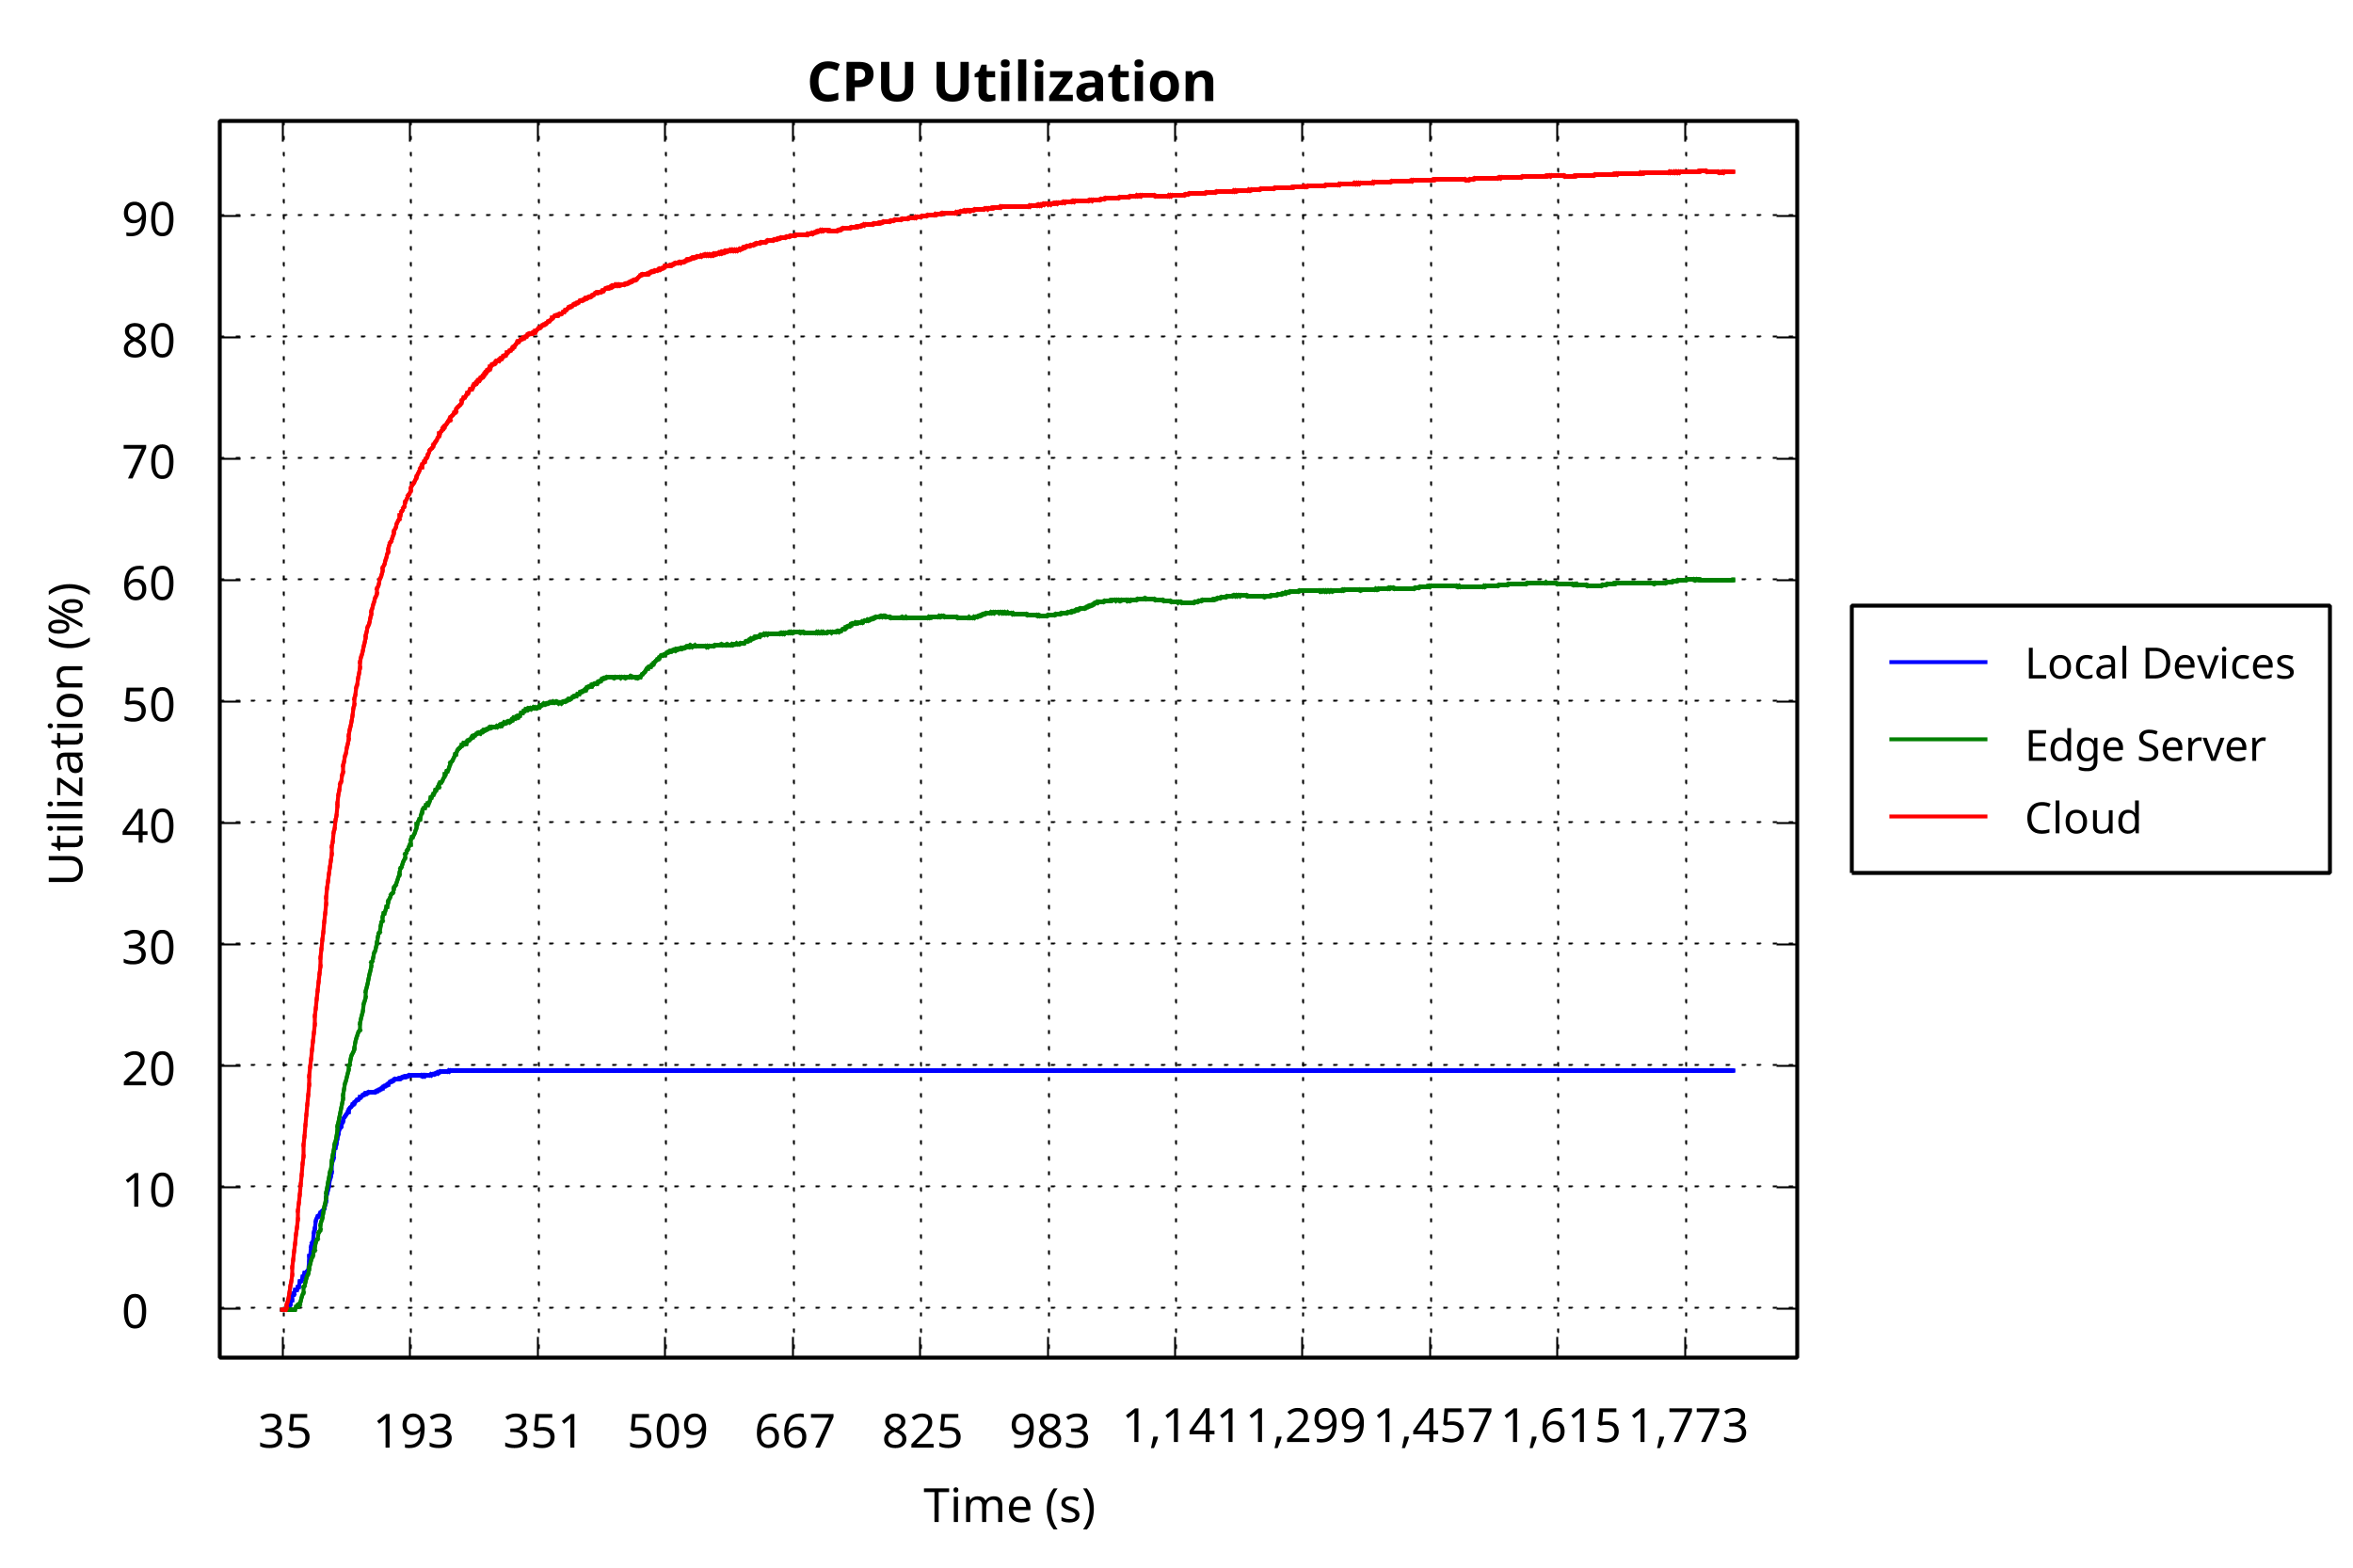 CPU Utilization
90
80
70
60
50
40
30
20
10
0
Utilization (%)
35 193 351 509 667 825 983 1,141 1,299 1,457 1,615 1,773
Time (s)
Local Devices
Edge Server
Cloud